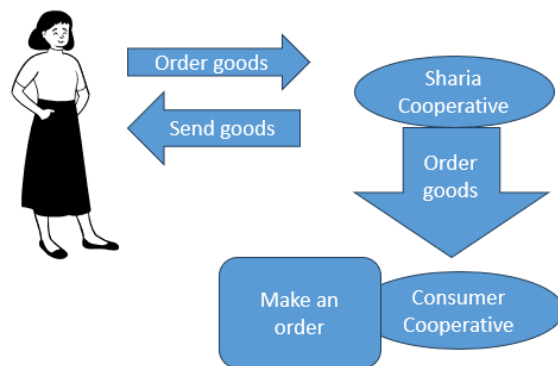 Order goods
Sharia
Cooperative
Send goods
Order
goods
Make an
order
Consumer
Cooperative